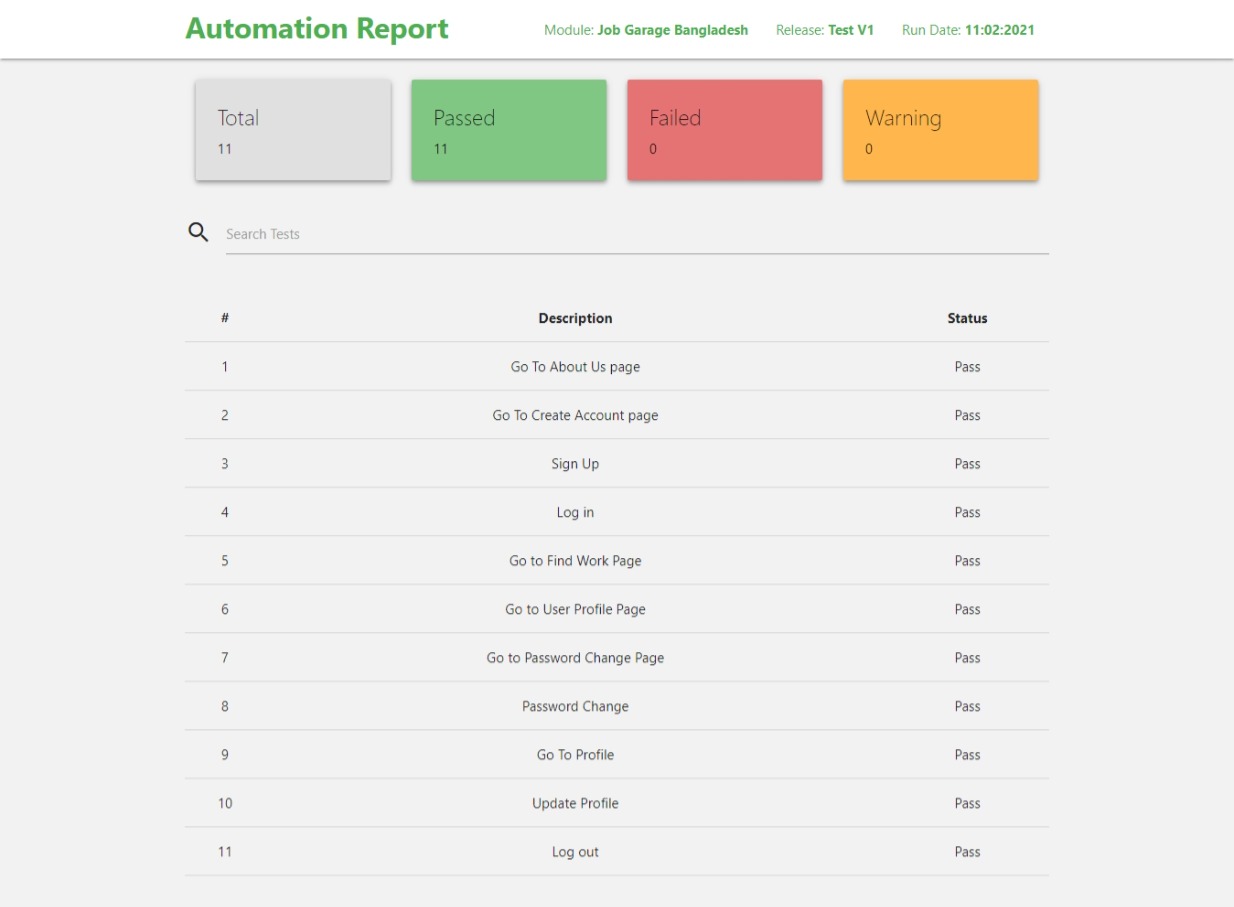 Automation Report Module: Job Garage Bangladesh Release: Test V1 Run Date: 11:02:2021
Total Passed Failed Warning
11 11 0 0
Search Tests
# Description Status
1 Go To About Us page Pass
2 Go To Create Account page Pass
3 Sign Up Pass
4 Log in Pass
5 Go to Find Work Page Pass
6 Go to User Profile Page Pass
7 Go to Password Change Page Pass
8 Password Change Pass
9 Go To Profile Pass
10 Update Profile Pass
11 Log out Pass